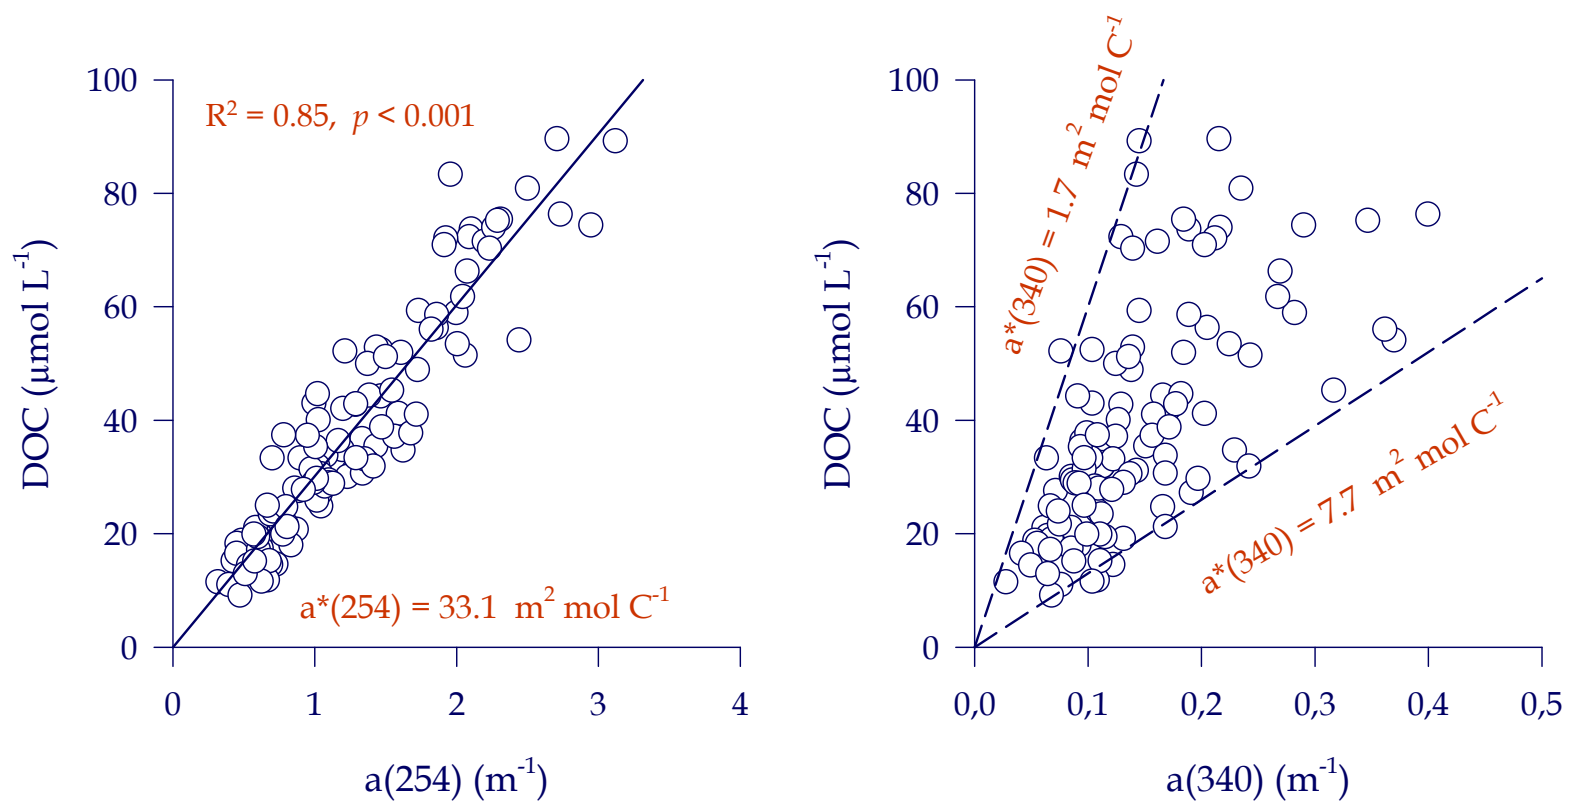 DOC (µmol L-1)
100
80
60
40
20
0
R2 = 0.85, p < 0.001
a*(254) = 33.1 m2 mol C-1
0 1 2 3 4
a(254) (m-1)
DOC (µmol L-1)
100
80
60
40
20
0
a*(340) = 1.7 m2 mol C-1
a*(340) = 7.7 m2 mol C-1
0,0 0,1 0,2 0,3 0,4 0,5
a(340) (m-1)